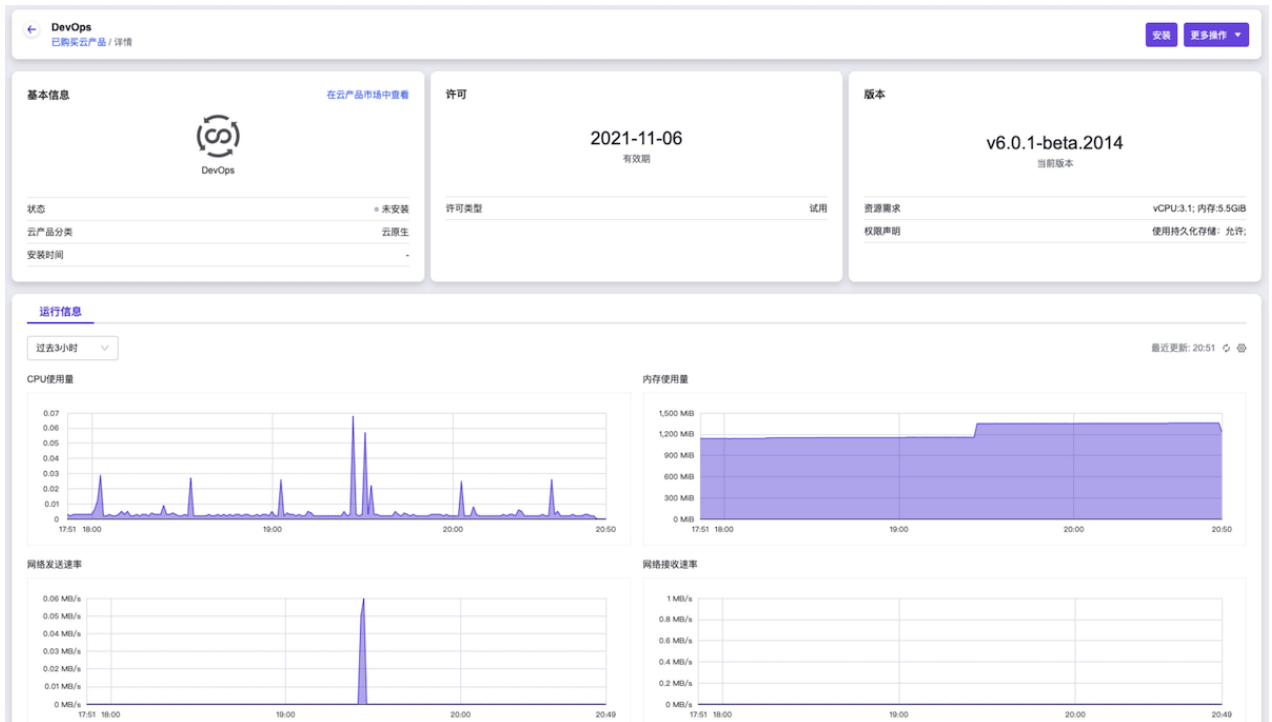 DevOps
已购买云产品 / 详情
安装
更多操作
基本信息
在云产品市场中查看
DevOps
状态
未安装
云产品分类
云原生
安装时间
-
许可
2021-11-06
有效期
许可类型
试用
版本
v6.0.1-beta.2014
当前版本
资源需求
vCPU:3.1; 内存:5.5GiB
权限声明
使用持久化存储：允许;
运行信息
过去3小时
最近更新: 20:51
CPU使用量
0.07
0.06
0.05
0.04
0.03
0.02
0.01
0
17:51 18:00 19:00 20:00 20:50
内存使用量
1,500 MiB
1,200 MiB
900 MiB
600 MiB
300 MiB
0 MiB
17:51 18:00 19:00 20:00 20:50
网络发送速率
0.06 MB/s
0.05 MB/s
0.04 MB/s
0.03 MB/s
0.02 MB/s
0.01 MB/s
0 MB/s
17:51 18:00 19:00 20:00 20:49
网络接收速率
1 MB/s
0.8 MB/s
0.6 MB/s
0.4 MB/s
0.2 MB/s
0 MB/s
17:51 18:00 19:00 20:00 20:49